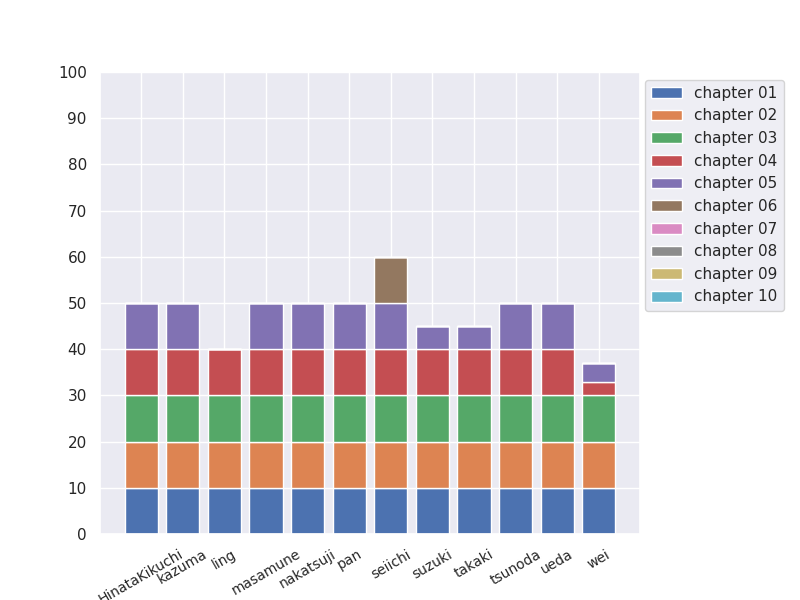 100
90
80
70
60
50
40
30
20
10
0
HinataKikuchi
kazuma
ling
masamune
nakatsuji
pan
seiichi
suzuki
takaki
tsunoda
ueda
wei
chapter 01
chapter 02
chapter 03
chapter 04
chapter 05
chapter 06
chapter 07
chapter 08
chapter 09
chapter 10